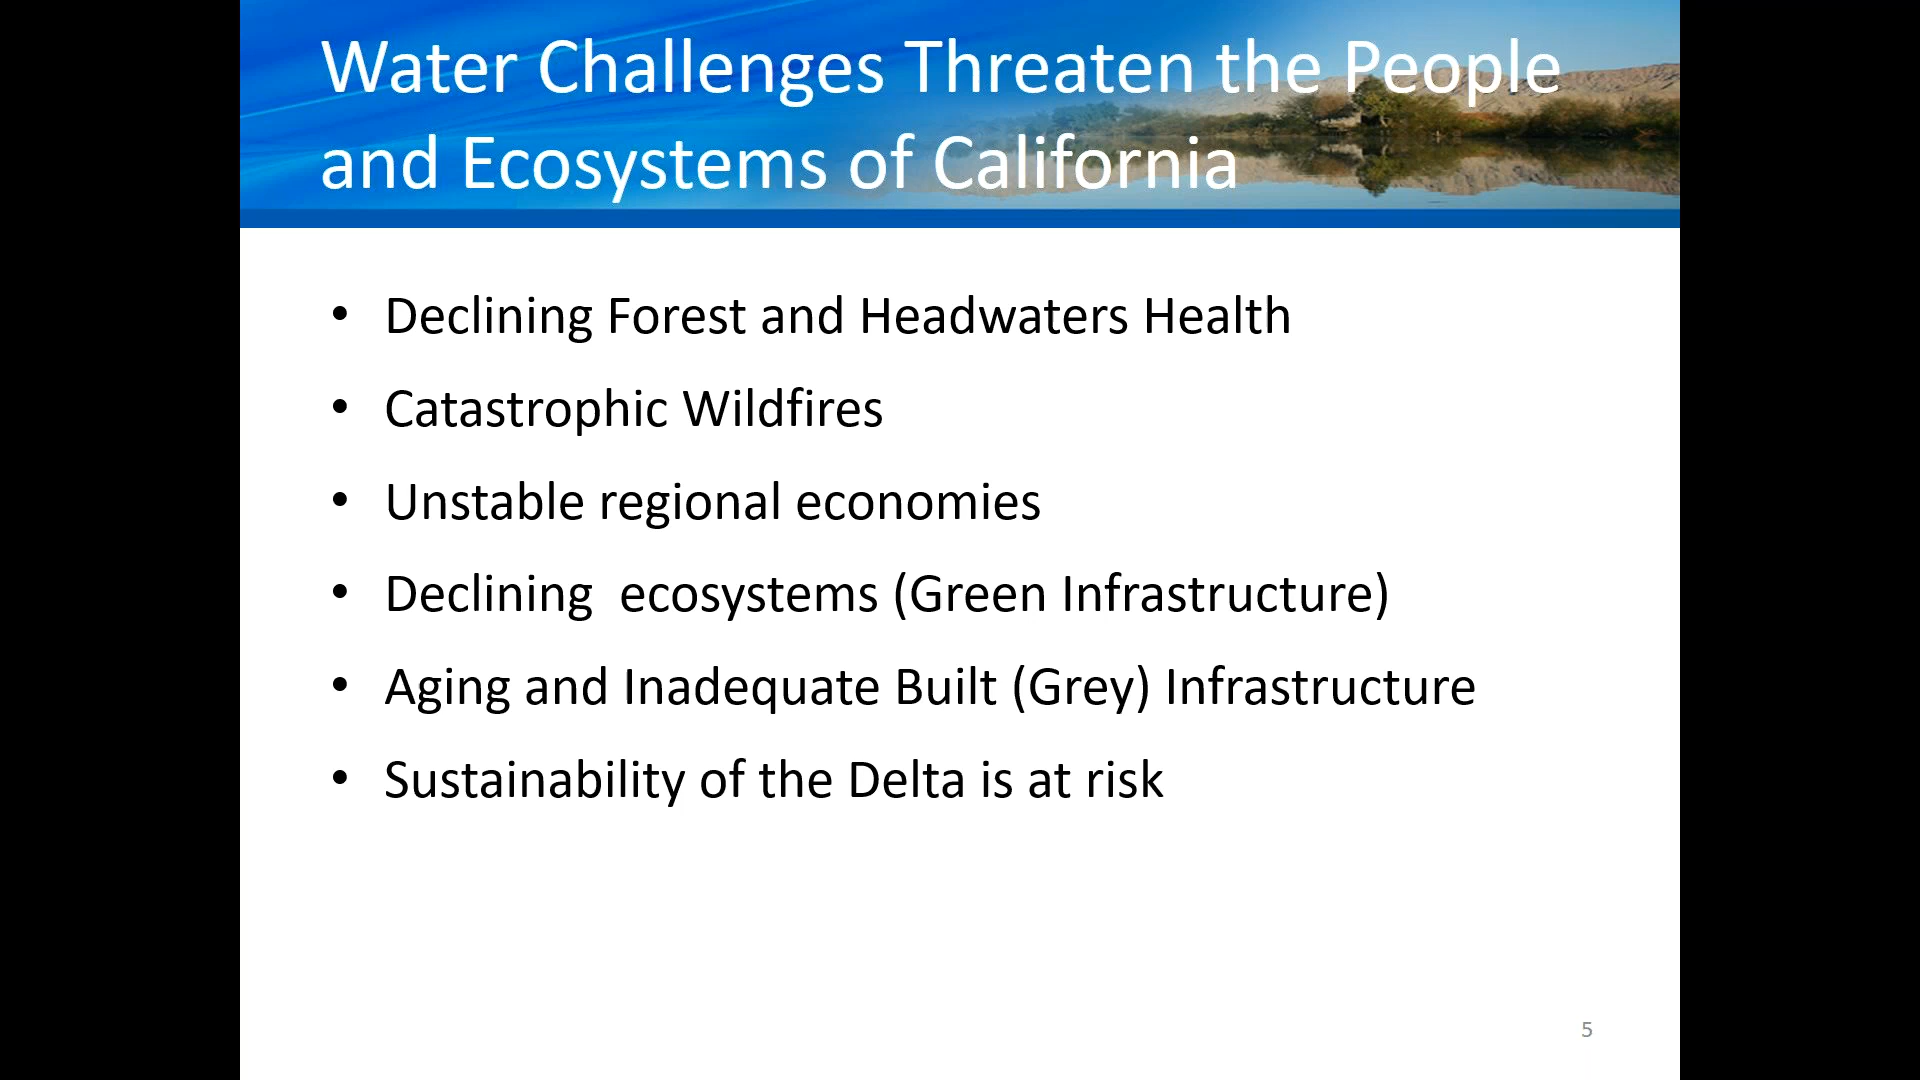 Water Challenges Threaten the People
and Ecosystems of California
• Declining Forest and Headwaters Health
• Catastrophic Wildfires
• Unstable regional economies
• Declining  ecosystems (Green Infrastructure)
• Aging and Inadequate Built (Grey) Infrastructure
• Sustainability of the Delta is at risk
5